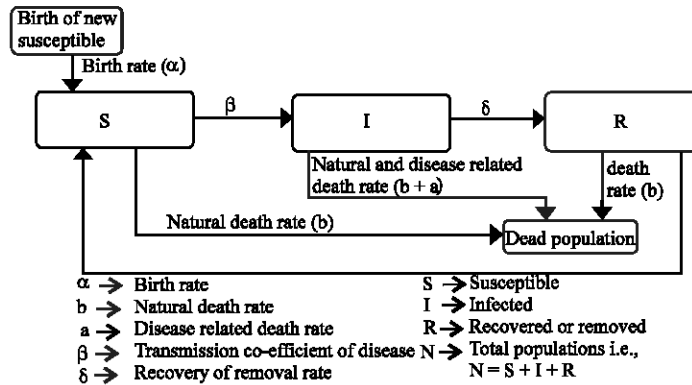 Birth of new
susceptible
Birth rate (α)
S
β
I
δ
R
Natural and disease related
death rate (b + a)
death
rate (b)
Natural death rate (b)
Dead population
α → Birth rate
b → Natural death rate
a → Disease related death rate
β → Transmission co-efficient of disease
δ → Recovery of removal rate
S → Susceptible
I → Infected
R → Recovered or removed
N → Total populations i.e.,
N = S + I + R